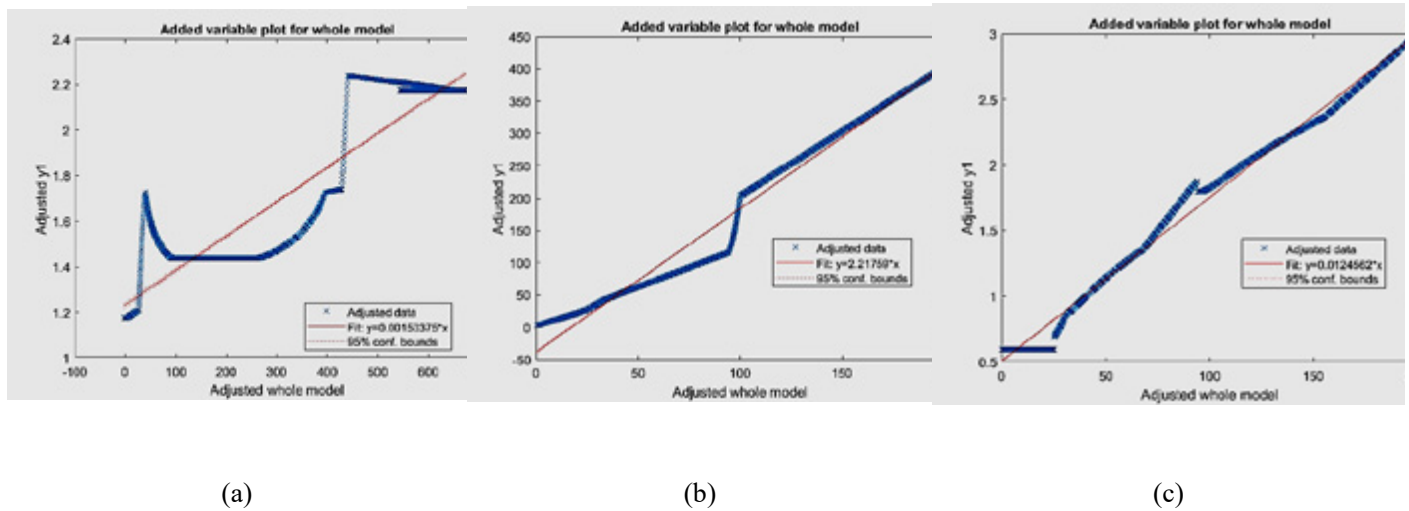 Added variable plot for whole model
2.4
2.2
2
1.8
1.6
1.4
1.2
1
-100
0
100
200
300
400
500
600
Adjusted y1
Adjusted whole model
Adjusted data
Fit: y=0.00153375*x
95% conf. bounds
(a)
Added variable plot for whole model
450
400
350
300
250
200
150
100
50
0
-50
0
50
100
150
Adjusted y1
Adjusted whole model
Adjusted data
Fit: y=2.21759*x
95% conf. bounds
(b)
Added variable plot for whole model
3
2.5
2
1.5
1
0.5
0
50
100
150
Adjusted y1
Adjusted whole model
Adjusted data
Fit: y=0.0124562*x
95% conf. bounds
(c)